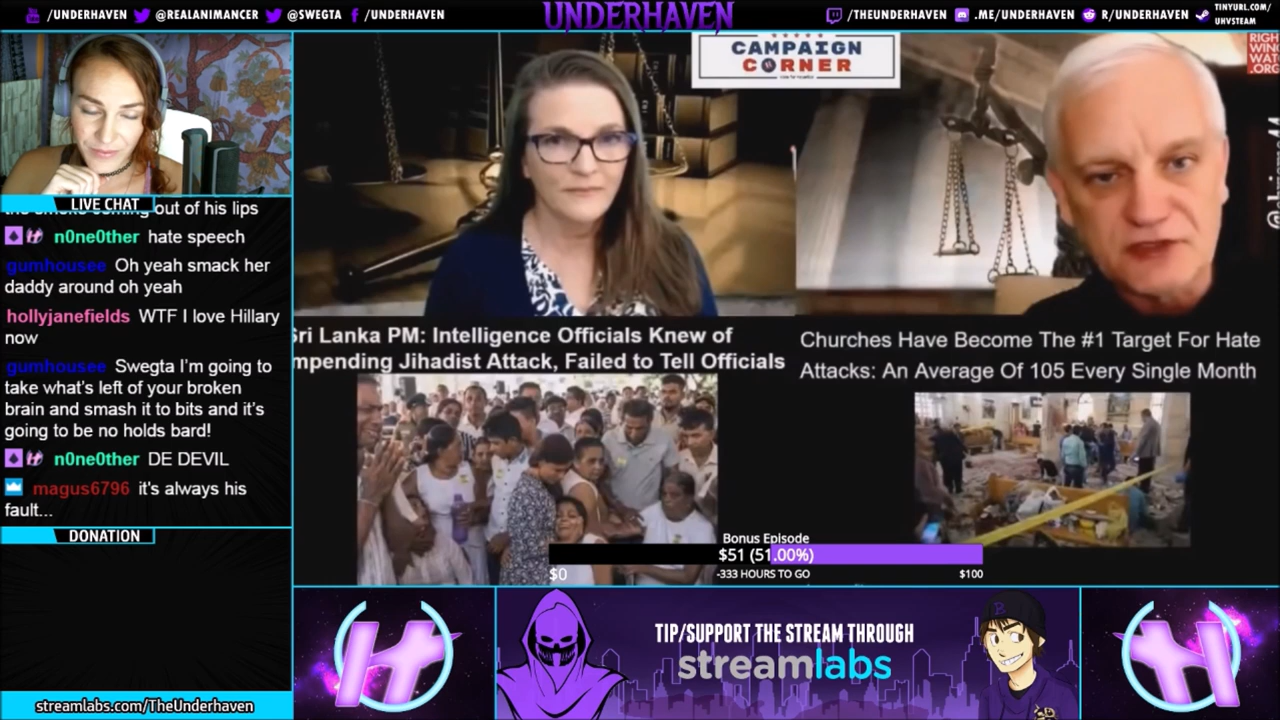 /UNDERHAVEN @REALANIMANCER @SWEGTA /UNDERHAVEN
UNDERHAVEN
/THEUNDERHAVEN .ME/UNDERHAVEN R/UNDERHAVEN TINYURL.COM/
UHVSTEAM
CAMPAIGN
CORNER
RIGHT
WING
.ORG
LIVE CHAT
out of his lips
n0ne0ther hate speech
gumhousee Oh yeah smack her
daddy around oh yeah
hollyjanefields WTF I love Hillary
now
gumhousee Swegta I'm going to
take what's left of your broken
brain and smash it to bits and it's
going to be no holds bard!
n0ne0ther DE DEVIL
magus6796 it's always his
fault...
Sri Lanka PM: Intelligence Officials Knew of
mpending Jihadist Attack, Failed to Tell Officials
Churches Have Become The #1 Target For Hate
Attacks: An Average Of 105 Every Single Month
DONATION
Bonus Episode
$51 (51.00%)
$0 -333 HOURS TO GO $100
TIP/SUPPORT THE STREAM THROUGH
streamlabs
streamlabs.com/TheUnderhaven